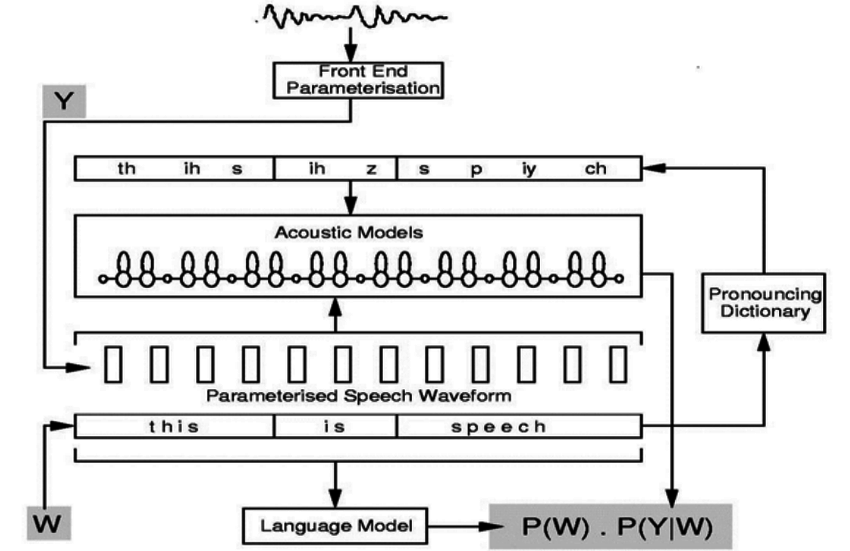 Front End
Parameterisation
Y
th ih s ih z s p iy ch
Acoustic Models
Pronouncing
Dictionary
Parameterised Speech Waveform
this is speech
W
Language Model
P(W) . P(Y|W)